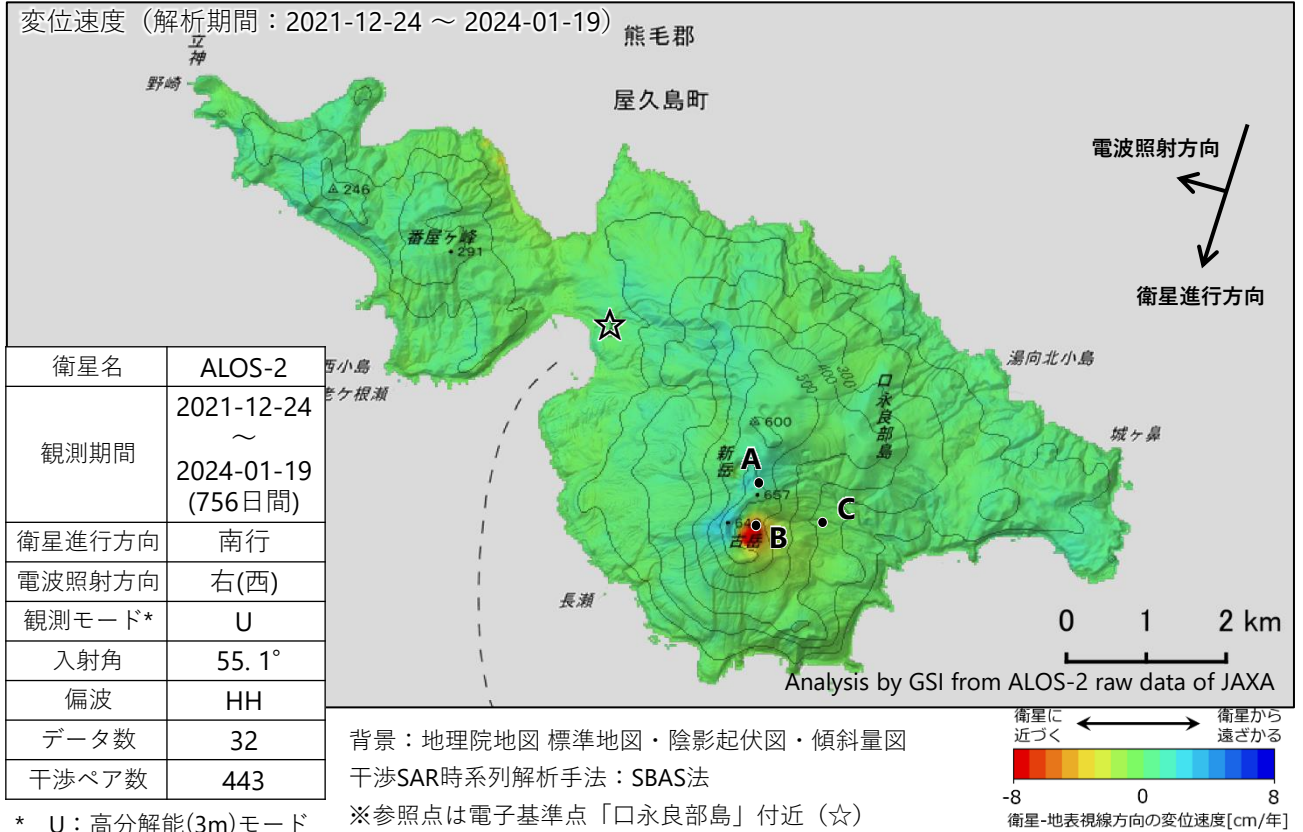 変位速度（解析期間：2021-12-24 ～ 2024-01-19）
熊毛郡
屋久島町
立神
野崎
246
番屋ヶ峰
291
電波照射方向
衛星進行方向
西小島
老ケ根瀬
湯向北小島
城ヶ鼻
300
400
500
口永良部島
600
新岳
A
657
C
B
古岳
長瀬
衛星名 ALOS-2
観測期間 2021-12-24
～
2024-01-19
(756日間)
衛星進行方向 南行
電波照射方向 右(西)
観測モード* U
入射角 55. 1°
偏波 HH
データ数 32
干渉ペア数 443
* U：高分解能(3m)モード
0 1 2 km
Analysis by GSI from ALOS-2 raw data of JAXA
背景：地理院地図 標準地図・陰影起伏図・傾斜量図
干渉SAR時系列解析手法：SBAS法
※参照点は電子基準点「口永良部島」付近（☆）
衛星に
近づく
衛星から
遠ざかる
-8 0 8
衛星-地表視線方向の変位速度[cm/年]